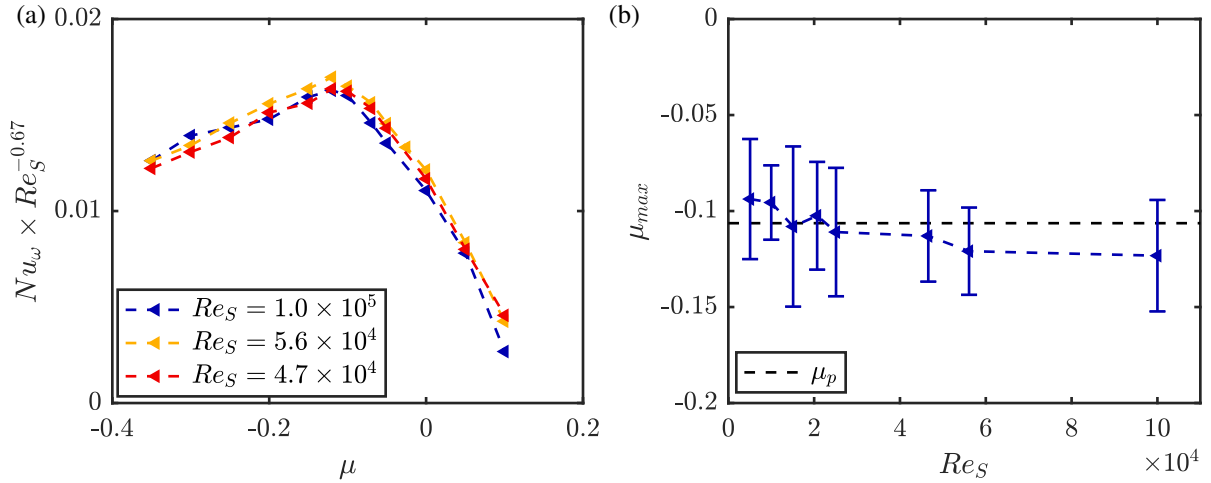 (a)
0.02
0.01
0
-0.4
-0.2
0
0.2
Nu_ω × Re_S^{-0.67}
μ
Re_S = 1.0 × 10^5
Re_S = 5.6 × 10^4
Re_S = 4.7 × 10^4
(b)
0
-0.05
-0.1
-0.15
-0.2
0
2
4
6
8
10
×10^4
μ_{max}
Re_S
μ_p